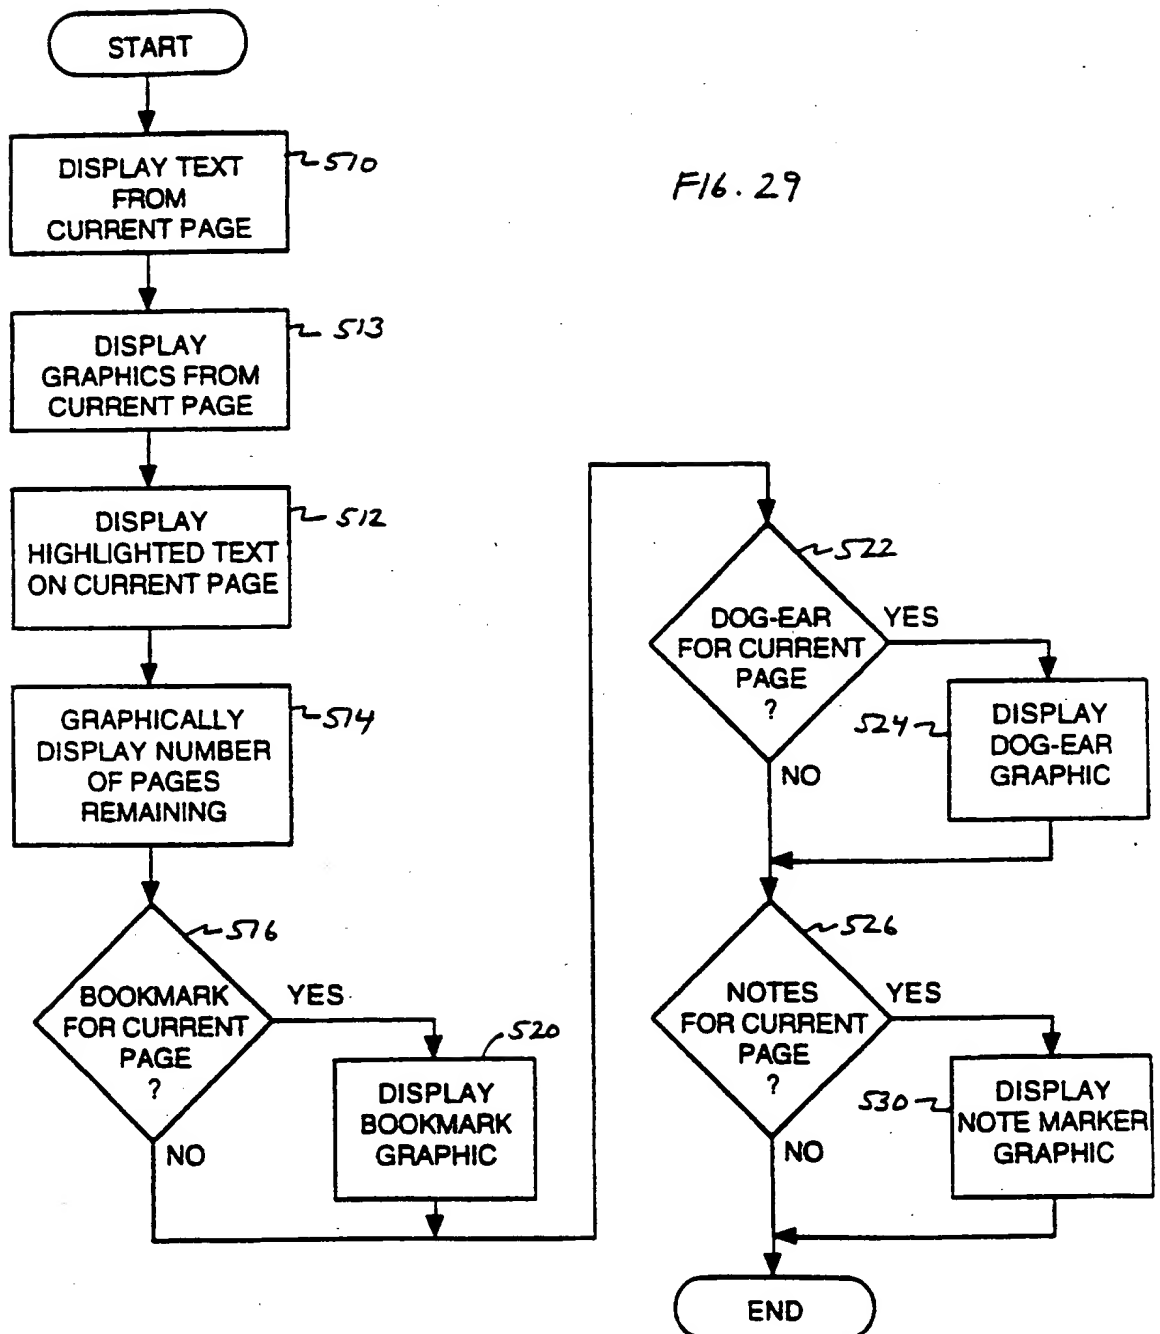 START
DISPLAY TEXT
FROM
CURRENT PAGE
510
DISPLAY
GRAPHICS FROM
CURRENT PAGE
513
DISPLAY
HIGHLIGHTED TEXT
ON CURRENT PAGE
512
GRAPHICALLY
DISPLAY NUMBER
OF PAGES
REMAINING
514
BOOKMARK
FOR CURRENT
PAGE
?
516
YES
NO
520
DISPLAY
BOOKMARK
GRAPHIC
FIG. 29
522
DOG-EAR
FOR CURRENT
PAGE
?
YES
NO
524
DISPLAY
DOG-EAR
GRAPHIC
526
NOTES
FOR CURRENT
PAGE
?
YES
NO
530
DISPLAY
NOTE MARKER
GRAPHIC
END